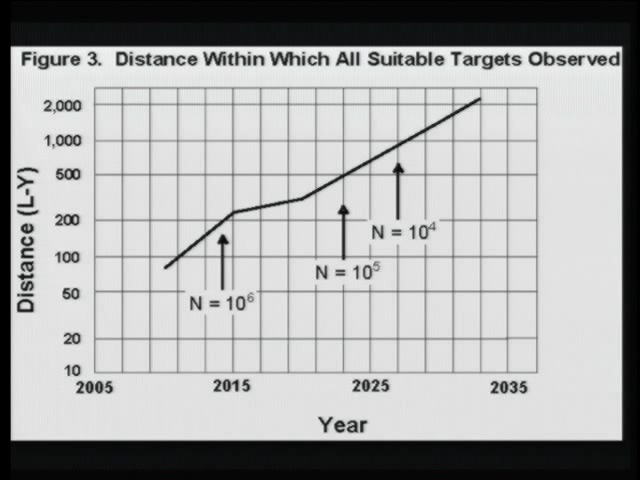 Figure 3. Distance Within Which All Suitable Targets Observed
2,000
1,000
500
200
100
50
20
10
Distance (L-Y)
N = 10⁶
N = 10⁵
N = 10⁴
2005
2015
2025
2035
Year